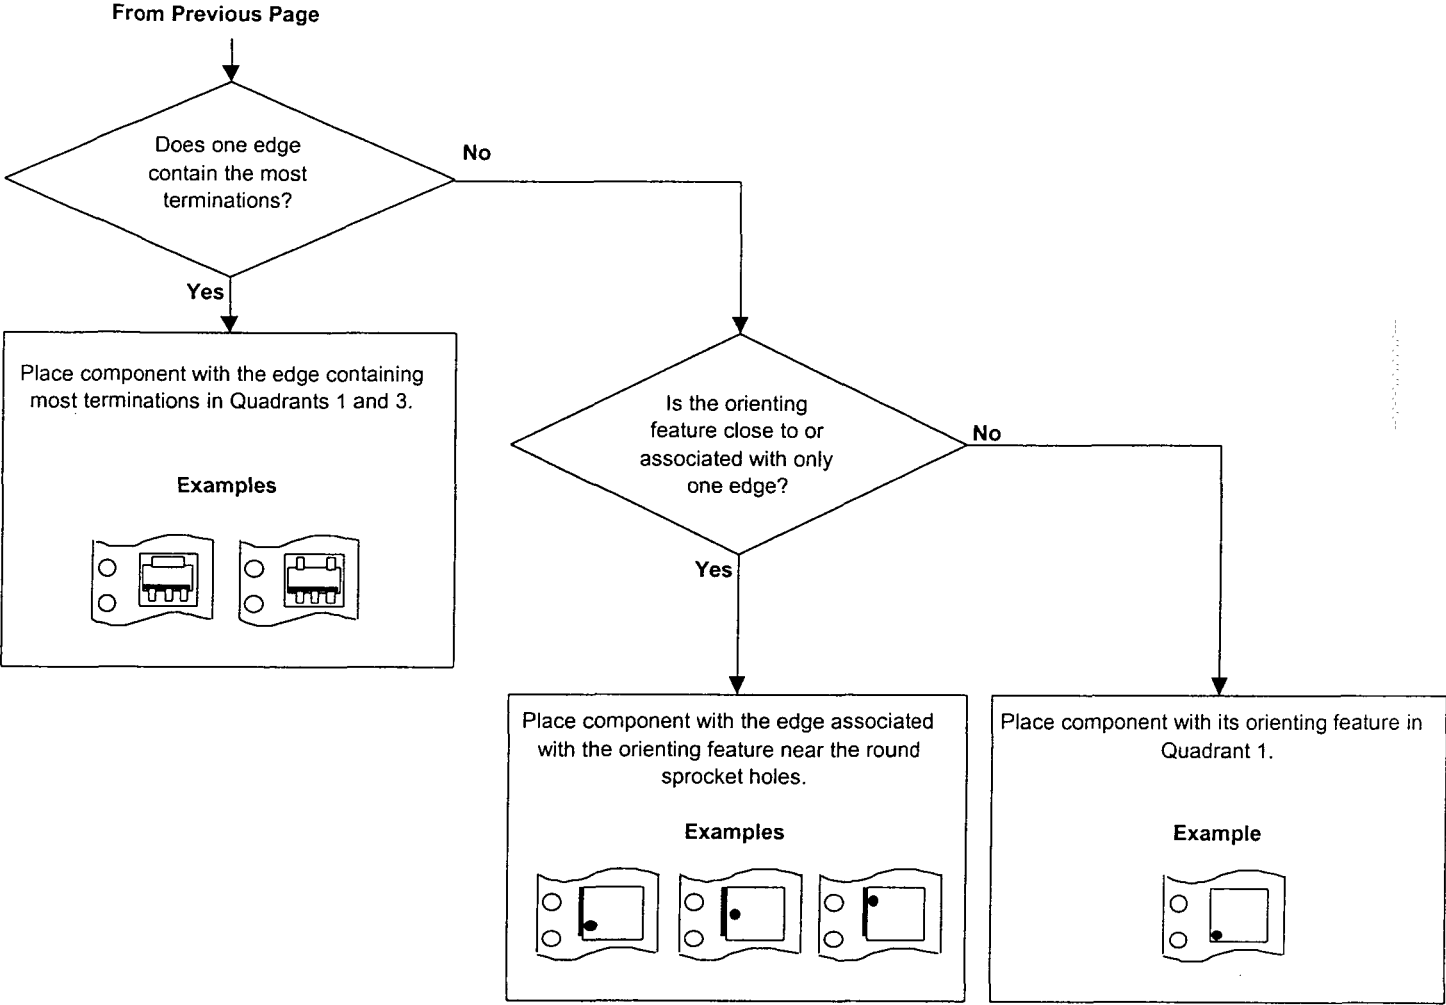 From Previous Page
Does one edge
contain the most
terminations?
No
Yes
Place component with the edge containing
most terminations in Quadrants 1 and 3.
Examples
Is the orienting
feature close to or
associated with only
one edge?
No
Yes
Place component with the edge associated
with the orienting feature near the round
sprocket holes.
Examples
Place component with its orienting feature in
Quadrant 1.
Example